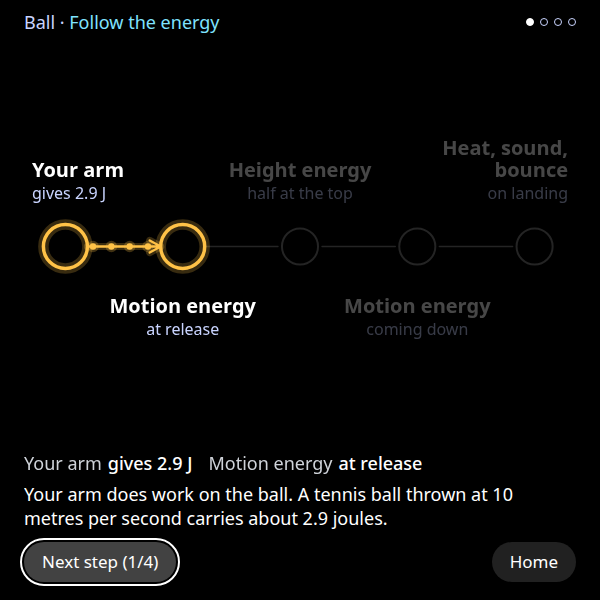 Ball · Follow the energy
Heat, sound,
bounce
on landing
Your arm
gives 2.9 J
Height energy
half at the top
Motion energy
at release
Motion energy
coming down
Your arm gives 2.9 J Motion energy at release
Your arm does work on the ball. A tennis ball thrown at 10
metres per second carries about 2.9 joules.
Next step (1/4)
Home